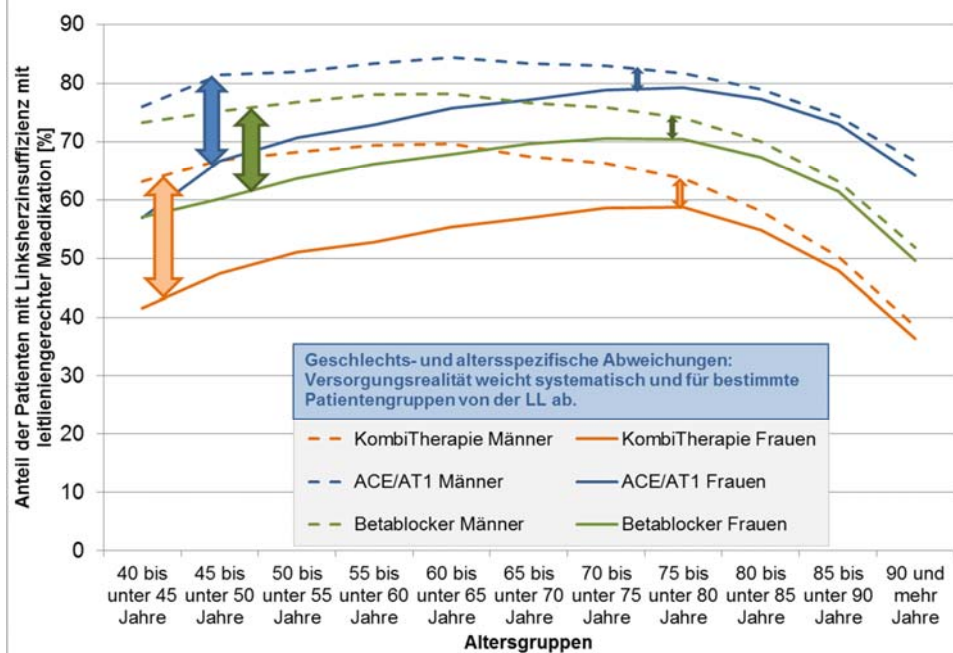 Anteil der Patienten mit Linksherzinsuffizienz mit
leitliniengerechter Maedikation [%]
90
80
70
60
50
40
30
20
10
0
Geschlechts- und altersspezifische Abweichungen:
Versorgungsrealität weicht systematisch und für bestimmte
Patientengruppen von der LL ab.
KombiTherapie Männer
KombiTherapie Frauen
ACE/AT1 Männer
ACE/AT1 Frauen
Betablocker Männer
Betablocker Frauen
40 bis
unter 45
Jahre
45 bis
unter 50
Jahre
50 bis
unter 55
Jahre
55 bis
unter 60
Jahre
60 bis
unter 65
Jahre
65 bis
unter 70
Jahre
70 bis
unter 75
Jahre
75 bis
unter 80
Jahre
80 bis
unter 85
Jahre
85 bis
unter 90
Jahre
90 und
mehr
Jahre
Altersgruppen